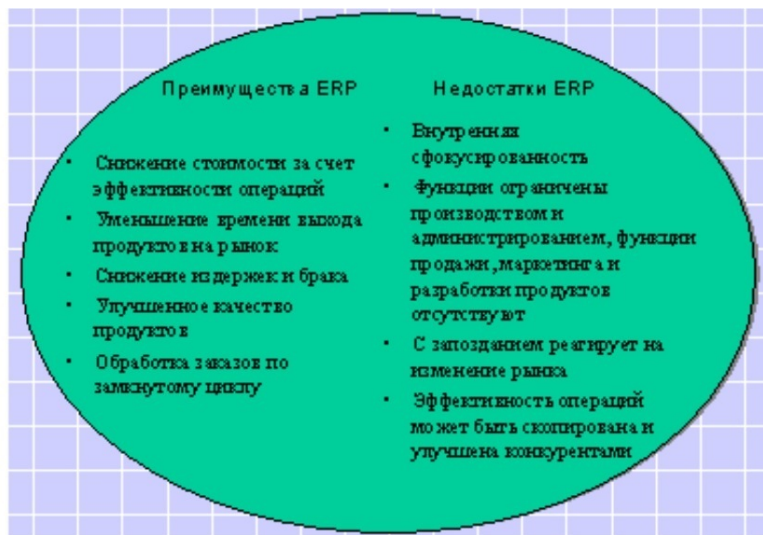 Преимущества ERP
• Снижение стоимости за счет
эффективности операций
• Уменьшение времени выхода
продуктов на рынок
• Снижение издержек и брака
• Улучшенное качество
продуктов
• Обработка заказов по
замкнутому циклу
Недостатки ERP
• Внутренняя
сфокусированность
• Функции ограничены
производством и
администрированием, функции
продажи, маркетинга и
разработки продуктов
отсутствуют
• С запозданием реагирует на
изменение рынка
• Эффективность операций
может быть скопирована и
улучшена конкурентами